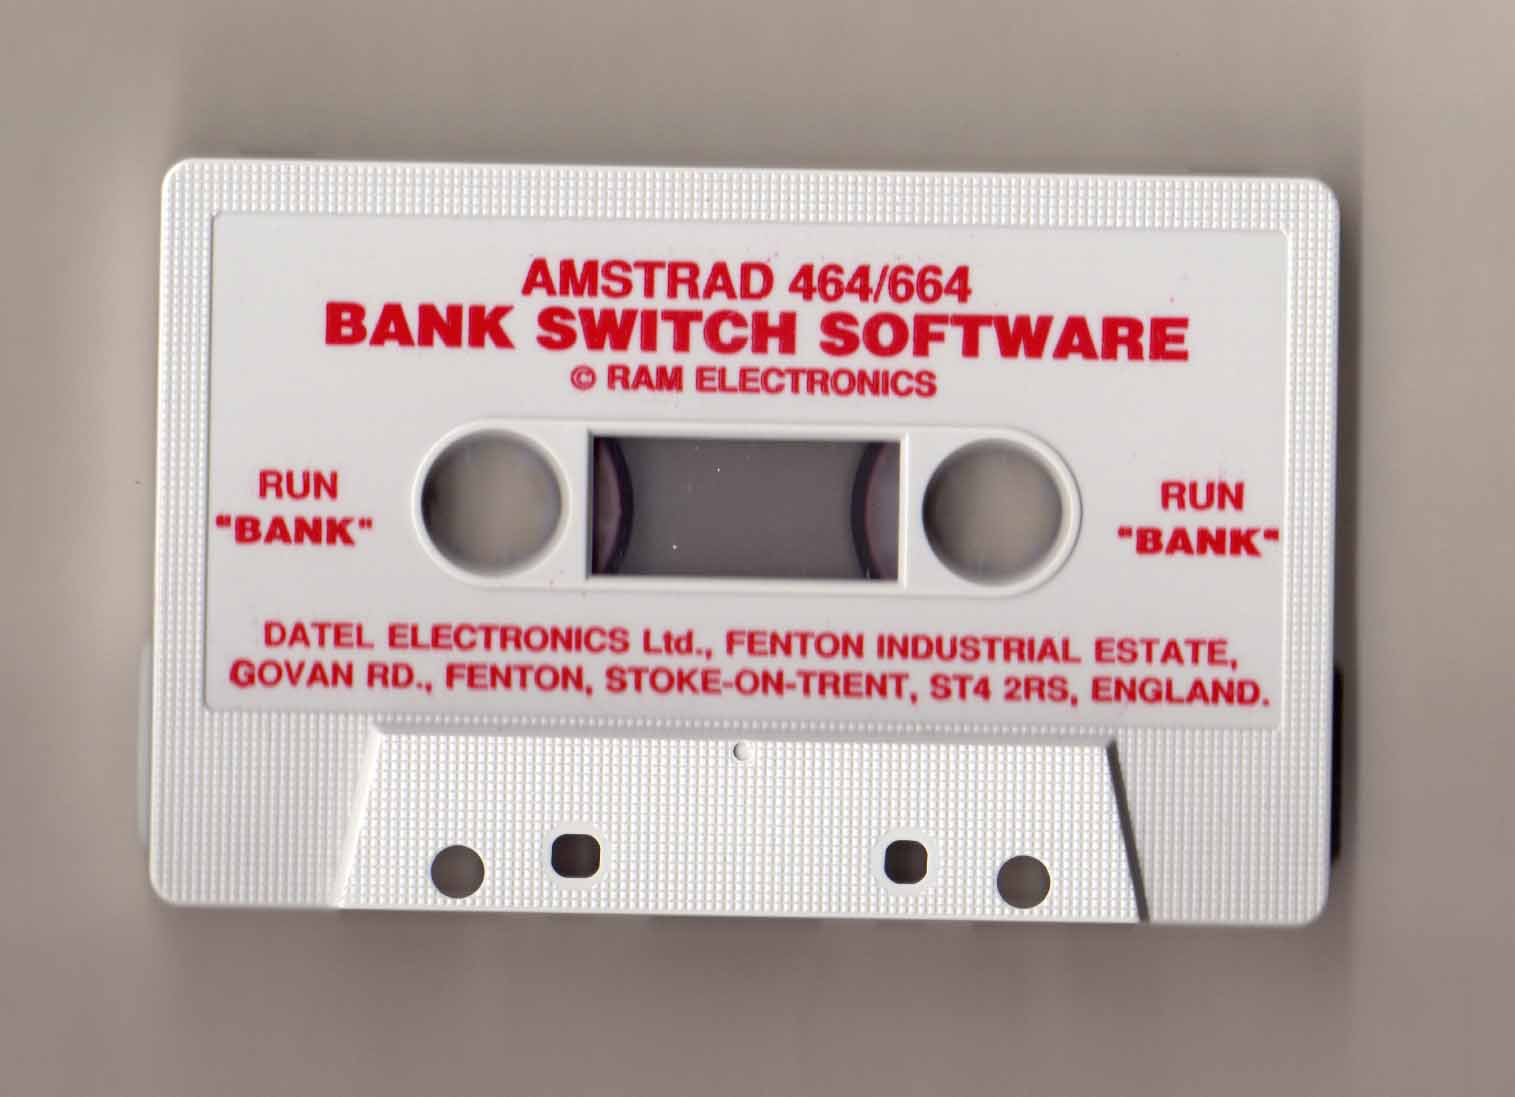 AMSTRAD 464/664
BANK SWITCH SOFTWARE
© RAM ELECTRONICS
RUN
"BANK"
RUN
"BANK"
DATEL ELECTRONICS Ltd., FENTON INDUSTRIAL ESTATE,
GOVAN RD., FENTON, STOKE-ON-TRENT, ST4 2RS, ENGLAND.